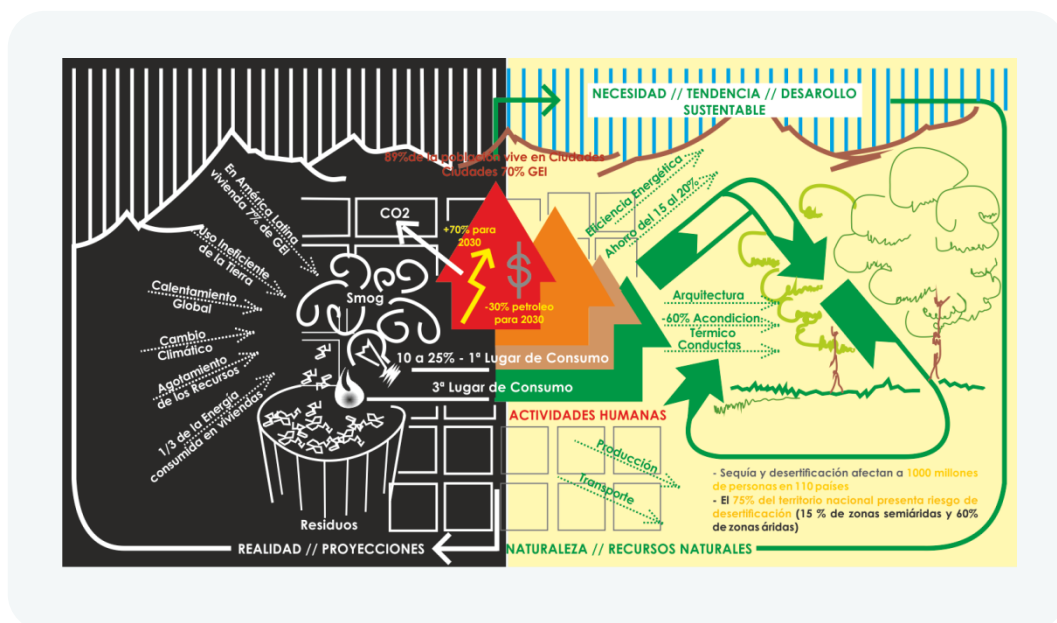 NECESIDAD // TENDENCIA // DESAROLLO
SUSTENTABLE
89%de la población vive en Ciudades
Ciudades 70% GEI
En América Latina
vivienda 7% de GEI
Uso Ineficiente
de la Tierra
Calentamiento
Global
Cambio
Climático
Agotamiento
de los Recursos
1/3 de la Energía
consumida en viviendas
CO2
Smog
+70% para
2030
$
-30% petroleo
para 2030
Eficiencia Energética
Ahorro del 15 al 20%
Arquitectura
-60% Acondicion.
Térmico
Conductas
10 a 25% - 1º Lugar de Consumo
3º Lugar de Consumo
ACTIVIDADES HUMANAS
Producción
Transporte
Residuos
- Sequía y desertificación afectan a 1000 millones
de personas en 110 países
- El 75% del territorio nacional presenta riesgo de
desertificación (15 % de zonas semiáridas y 60%
de zonas áridas)
REALIDAD // PROYECCIONES
NATURALEZA // RECURSOS NATURALES